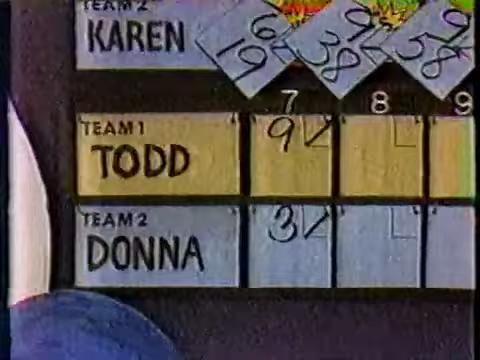 TEAM 2
KAREN 6/ 9/ 9/
19 38 58
7 8 9
TEAM 1
TODD 9/
TEAM 2
DONNA 3/